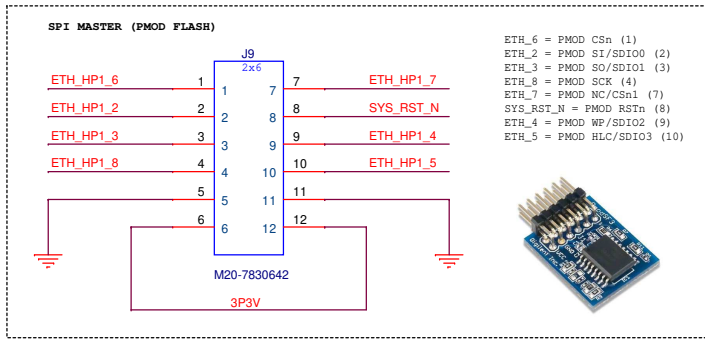 SPI MASTER (PMOD FLASH)
J9
2x6
ETH_HP1_6 1 1 7 7 ETH_HP1_7
ETH_HP1_2 2 2 8 8 SYS_RST_N
ETH_HP1_3 3 3 9 9 ETH_HP1_4
ETH_HP1_8 4 4 10 10 ETH_HP1_5
5 5 11 11
6 6 12 12
M20-7830642
3P3V
ETH_6 = PMOD CSn (1)
ETH_2 = PMOD SI/SDIO0 (2)
ETH_3 = PMOD SO/SDIO1 (3)
ETH_8 = PMOD SCK (4)
ETH_7 = PMOD NC/CSn1 (7)
SYS_RST_N = PMOD RSTn (8)
ETH_4 = PMOD WP/SDIO2 (9)
ETH_5 = PMOD HLC/SDIO3 (10)
Digilent Inc.
VCC
GND